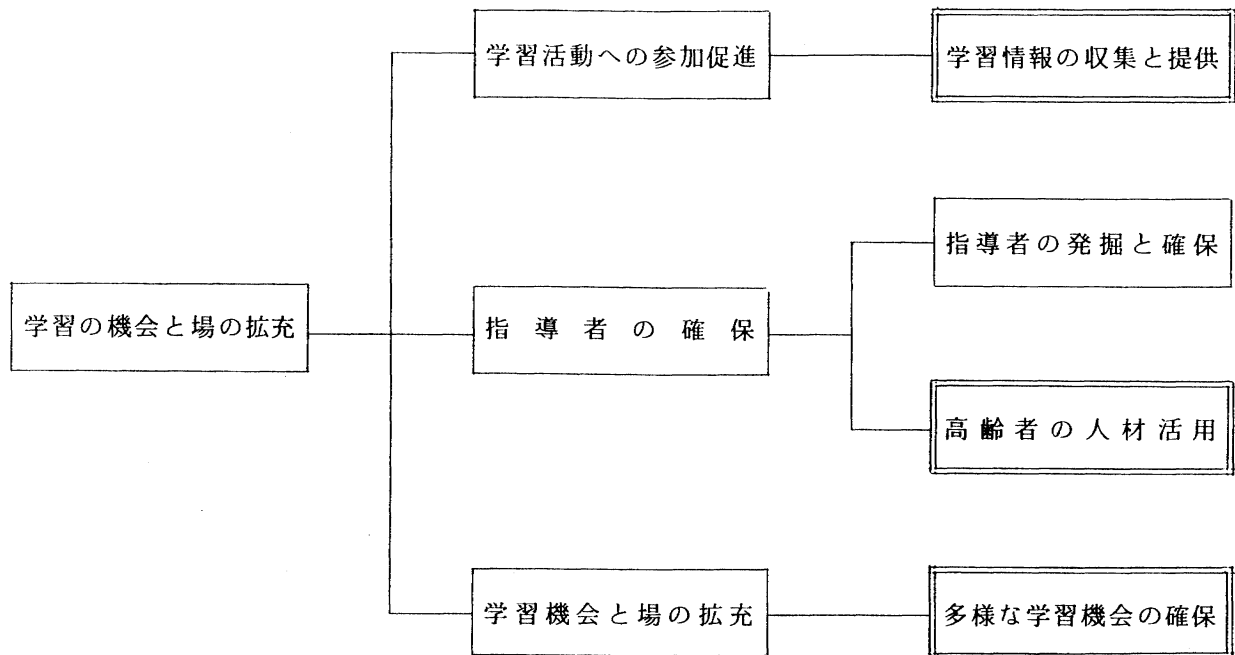 学習活動への参加促進
学習情報の収集と提供
指導者の発掘と確保
学習の機会と場の拡充
指導者の確保
高齢者の人材活用
学習機会と場の拡充
多様な学習機会の確保